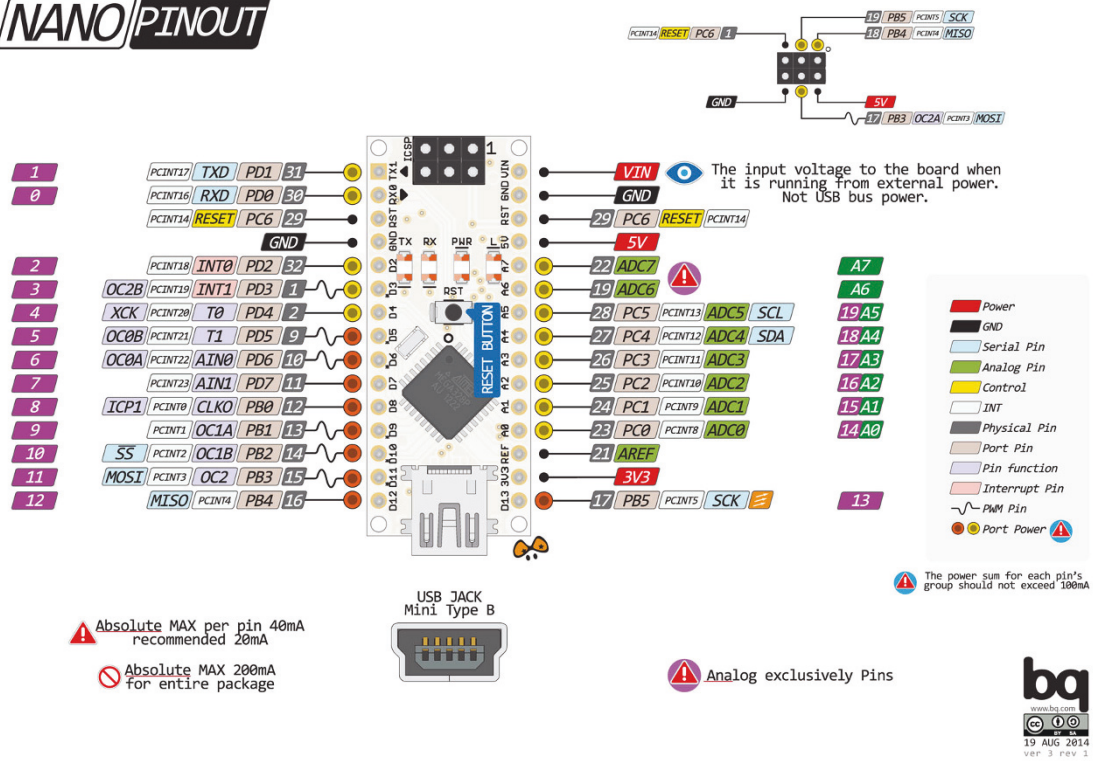 NANO PINOUT
19 PB5 PCINT5 SCK
PCINT14 RESET PC6 1
18 PB4 PCINT4 MISO
GND
5V
17 PB3 OC2A PCINT3 MOSI
ICSP
1
1 PCINT17 TXD PD1 31 TX1 VIN VIN
The input voltage to the board when
it is running from external power.
Not USB bus power.
0 PCINT16 RXD PD0 30 RX0 GND GND
PCINT14 RESET PC6 29 RST RST 29 PC6 RESET PCINT14
GND GND 5V 5V
TX RX PWR L
2 PCINT18 INT0 PD2 32 D2 A7 22 ADC7 A7
3 OC2B PCINT19 INT1 PD3 1 D3 A6 19 ADC6 A6
RST
RESET BUTTON
4 XCK PCINT20 T0 PD4 2 D4 A5 28 PC5 PCINT13 ADC5 SCL 19 A5
5 OC0B PCINT21 T1 PD5 9 D5 A4 27 PC4 PCINT12 ADC4 SDA 18 A4
6 OC0A PCINT22 AIN0 PD6 10 D6 A3 26 PC3 PCINT11 ADC3 17 A3
7 PCINT23 AIN1 PD7 11 D7 A2 25 PC2 PCINT10 ADC2 16 A2
8 ICP1 PCINT0 CLKO PB0 12 D8 A1 24 PC1 PCINT9 ADC1 15 A1
9 PCINT1 OC1A PB1 13 D9 A0 23 PC0 PCINT8 ADC0 14 A0
10 SS PCINT2 OC1B PB2 14 D10 REF 21 AREF
11 MOSI PCINT3 OC2 PB3 15 D11 3V3 3V3
12 MISO PCINT4 PB4 16 D12 D13 17 PB5 PCINT5 SCK 13
Power
GND
Serial Pin
Analog Pin
Control
INT
Physical Pin
Port Pin
Pin function
Interrupt Pin
PWM Pin
Port Power
The power sum for each pin's
group should not exceed 100mA
USB JACK
Mini Type B
Absolute MAX per pin 40mA
recommended 20mA
Absolute MAX 200mA
for entire package
Analog exclusively Pins
bq
www.bq.com
cc BY SA
19 AUG 2014
ver 3 rev 1